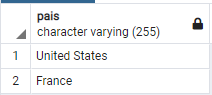 pais
character varying (255)
1 United States
2 France